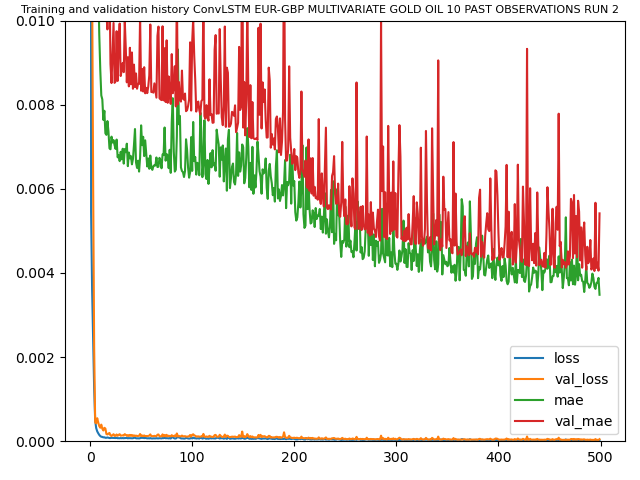 Training and validation history ConvLSTM EUR-GBP MULTIVARIATE GOLD OIL 10 PAST OBSERVATIONS RUN 2
0.010
0.008
0.006
0.004
0.002
0.000
loss
val_loss
mae
val_mae
0 100 200 300 400 500